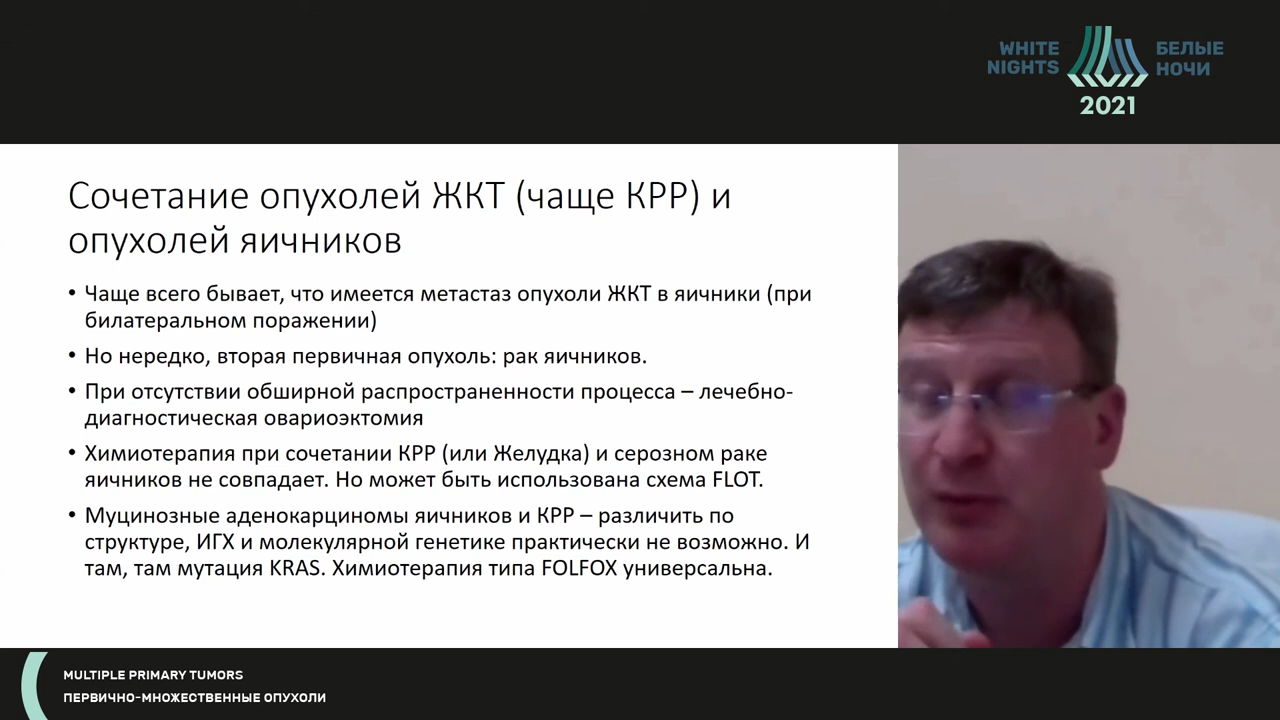 WHITE NIGHTS
БЕЛЫЕ НОЧИ
2021
Сочетание опухолей ЖКТ (чаще КРР) и
опухолей яичников
• Чаще всего бывает, что имеется метастаз опухоли ЖКТ в яичники (при
билатеральном поражении)
• Но нередко, вторая первичная опухоль: рак яичников.
• При отсутствии обширной распространенности процесса – лечебно-
диагностическая овариоэктомия
• Химиотерапия при сочетании КРР (или Желудка) и серозном раке
яичников не совпадает. Но может быть использована схема FLOT.
• Муцинозные аденокарциномы яичников и КРР – различить по
структуре, ИГХ и молекулярной генетике практически не возможно. И
там, там мутация KRAS. Химиотерапия типа FOLFOX универсальна.
MULTIPLE PRIMARY TUMORS
ПЕРВИЧНО-МНОЖЕСТВЕННЫЕ ОПУХОЛИ